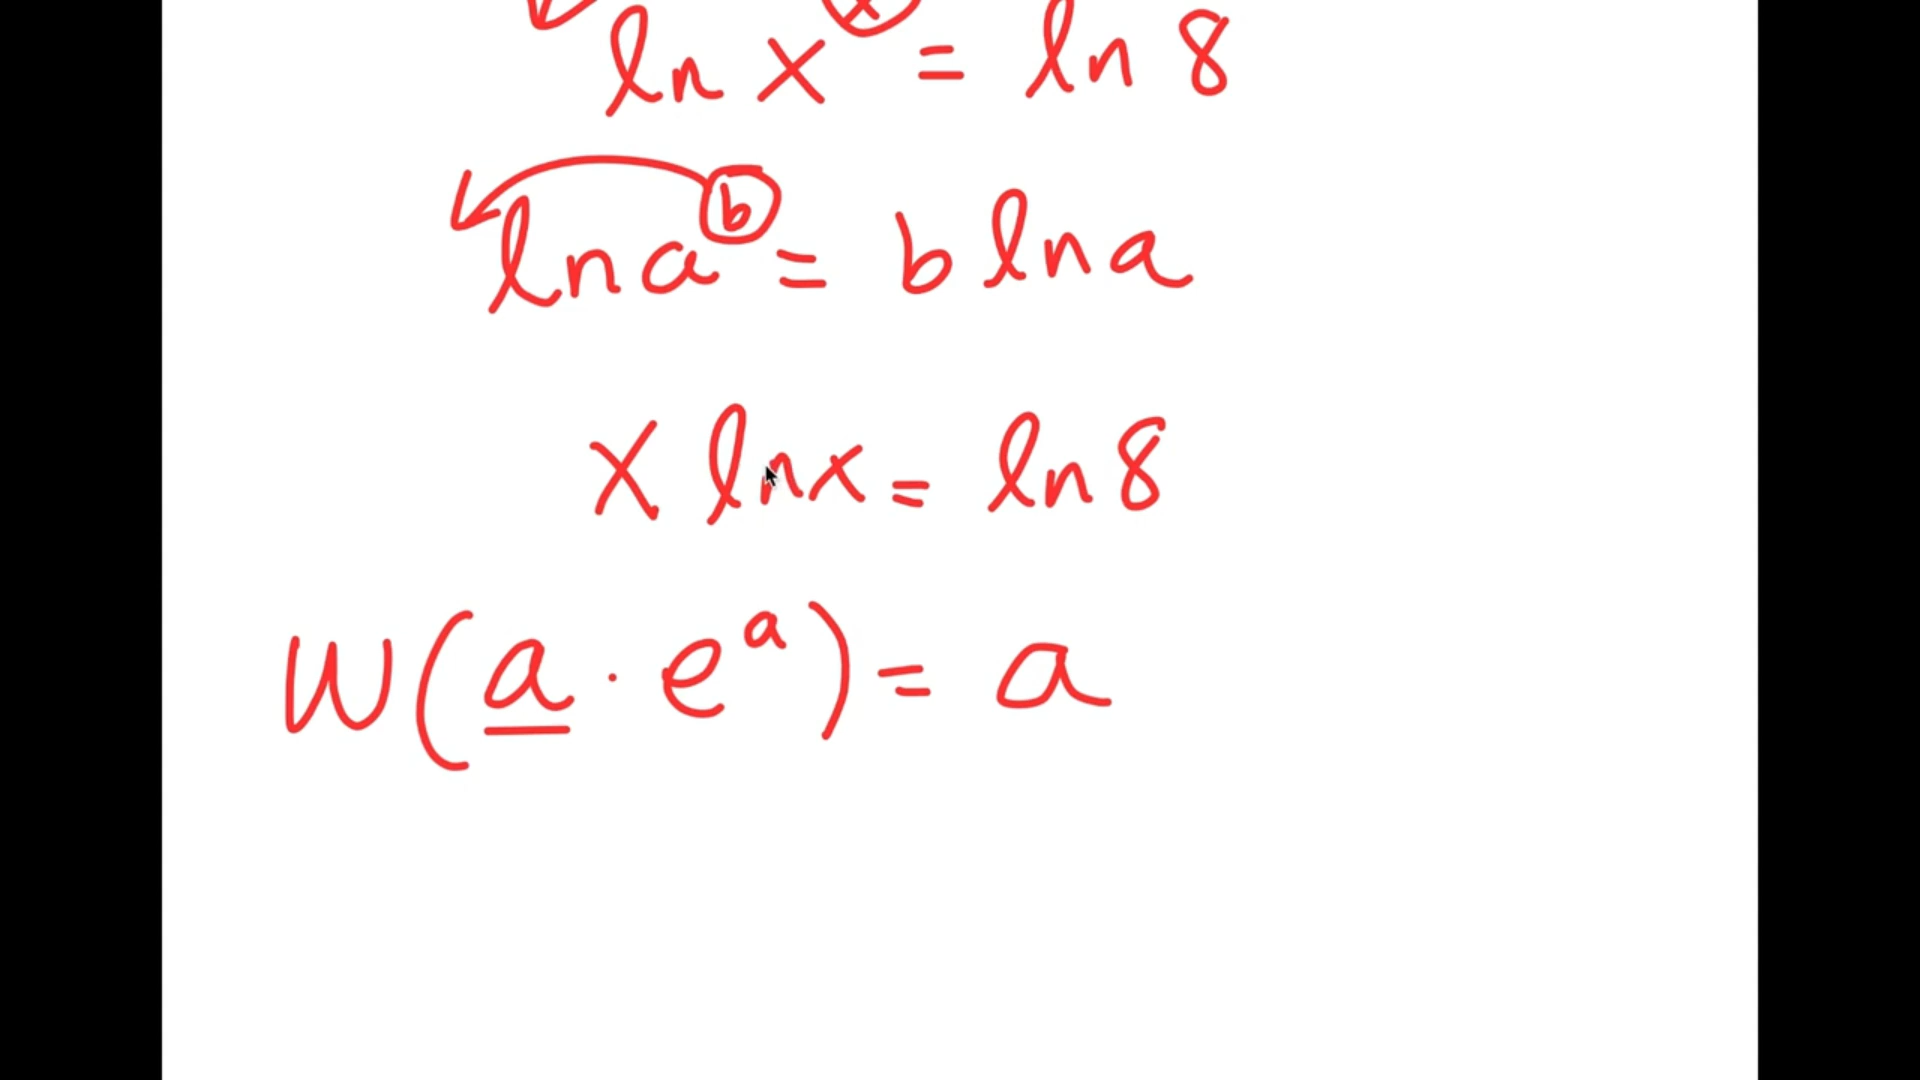 ln x^x = ln 8
ln a^b = b ln a
x ln x = ln 8
W(a · e^a) = a